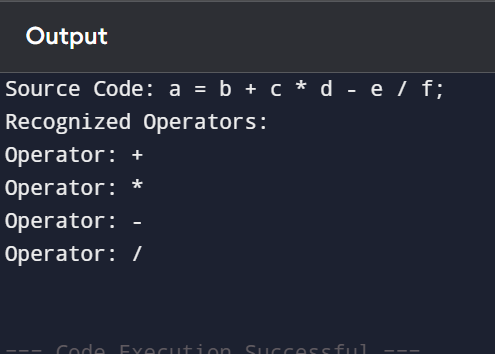 Output
Source Code: a = b + c * d - e / f;
Recognized Operators:
Operator: +
Operator: *
Operator: -
Operator: /
=== Code Execution Successful ===